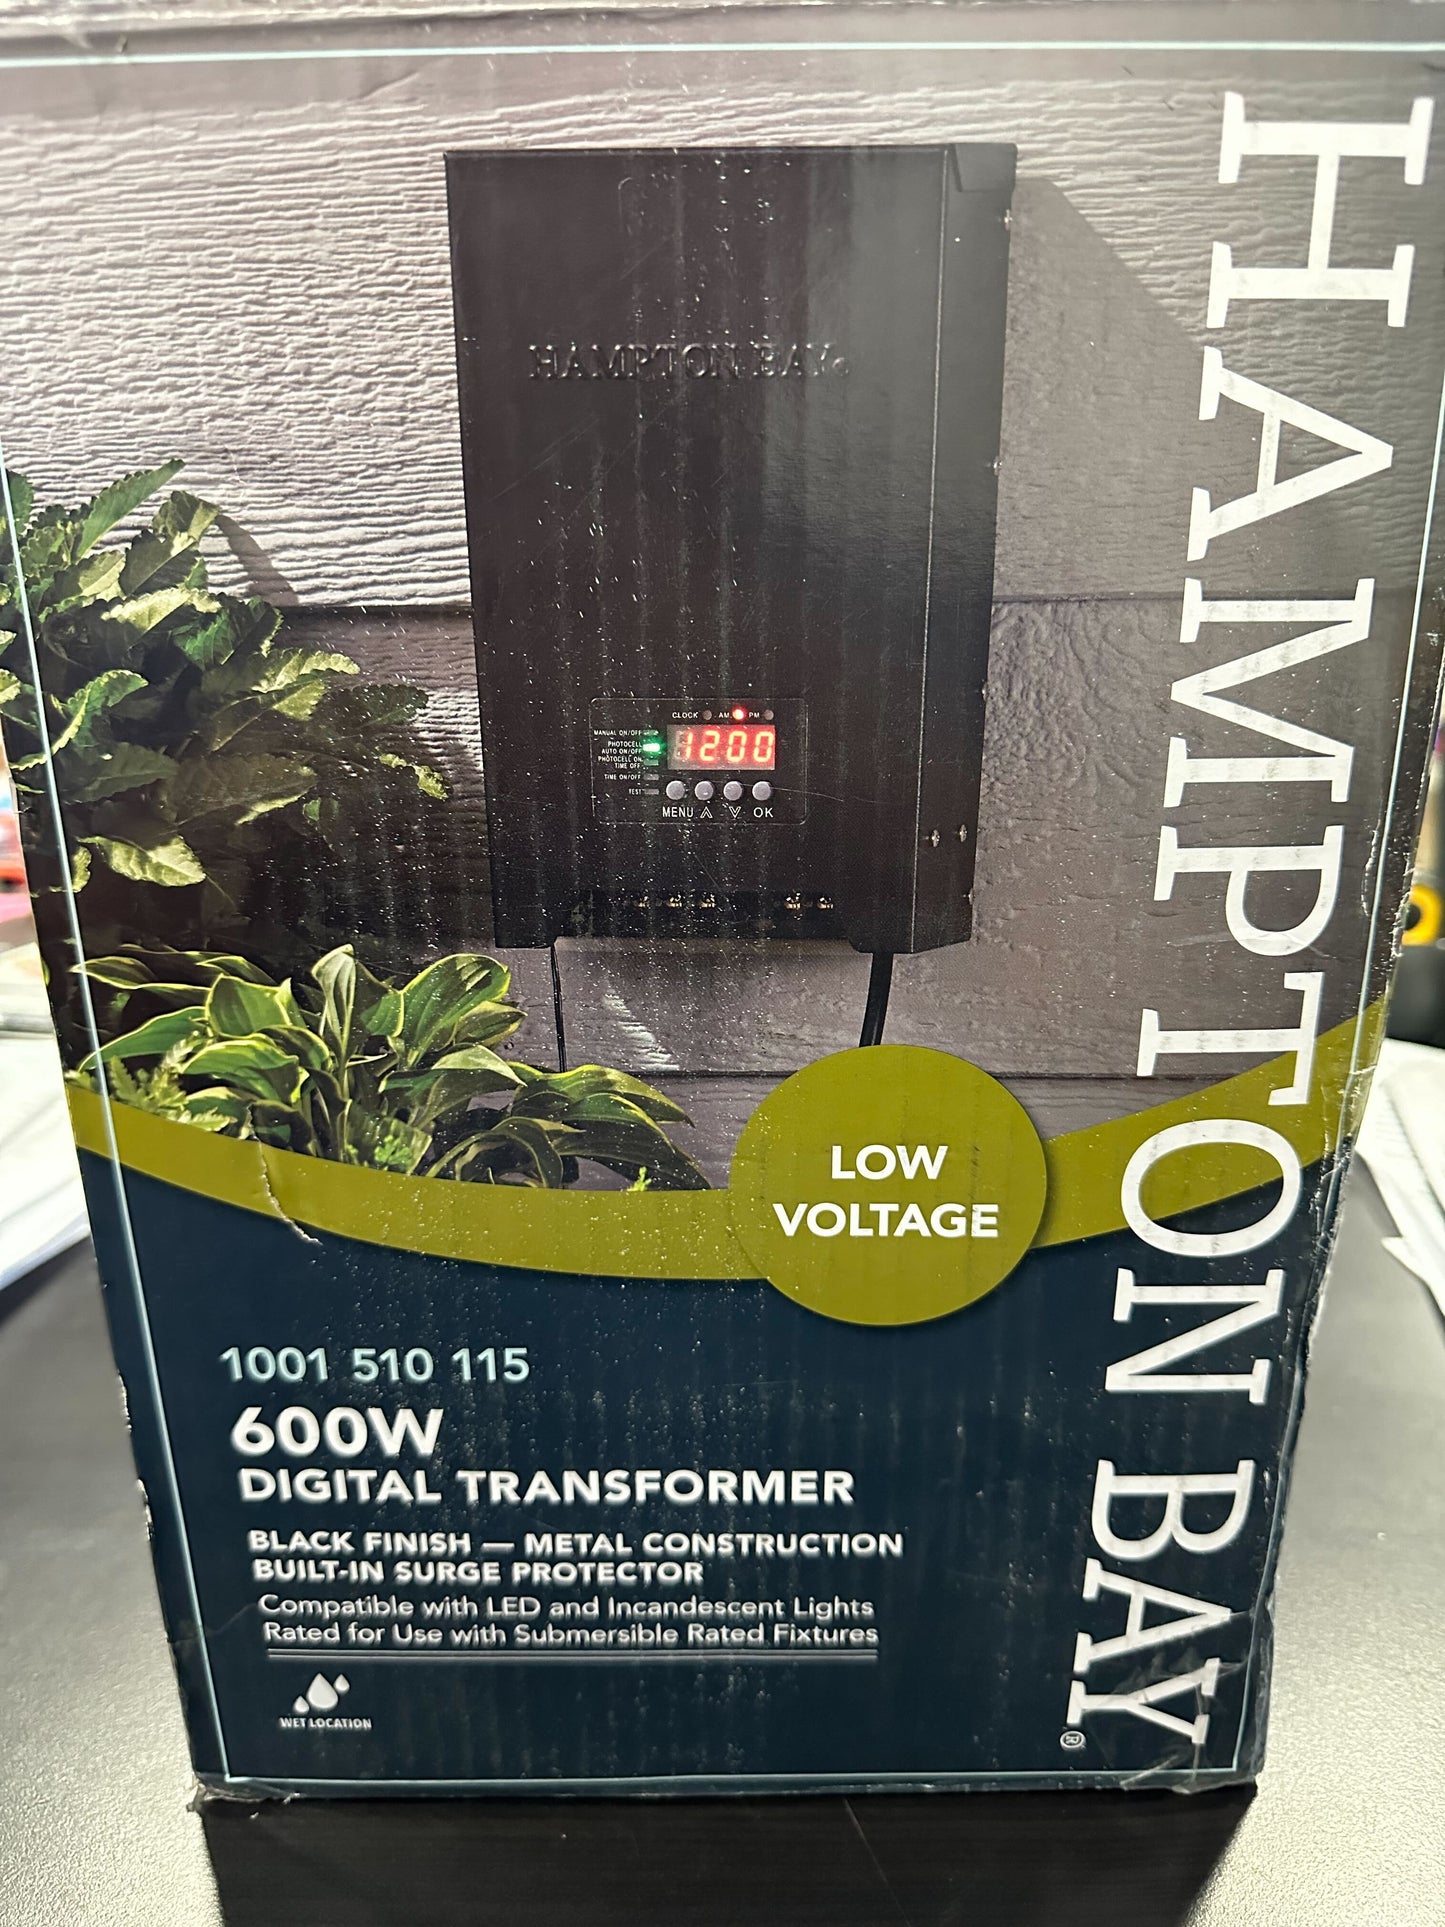 HAMPTON BAY®
HAMPTON BAY®
CLOCK AM PM
MANUAL ON/OFF
PHOTOCELL
AUTO ON/OFF
PHOTOCELL ON
TIME OFF
TIME ON/OFF
TEST
1200
MENU OK
LOW
VOLTAGE
1001 510 115
600W
DIGITAL TRANSFORMER
BLACK FINISH — METAL CONSTRUCTION
BUILT-IN SURGE PROTECTOR
Compatible with LED and Incandescent Lights
Rated for Use with Submersible Rated Fixtures
WET LOCATION